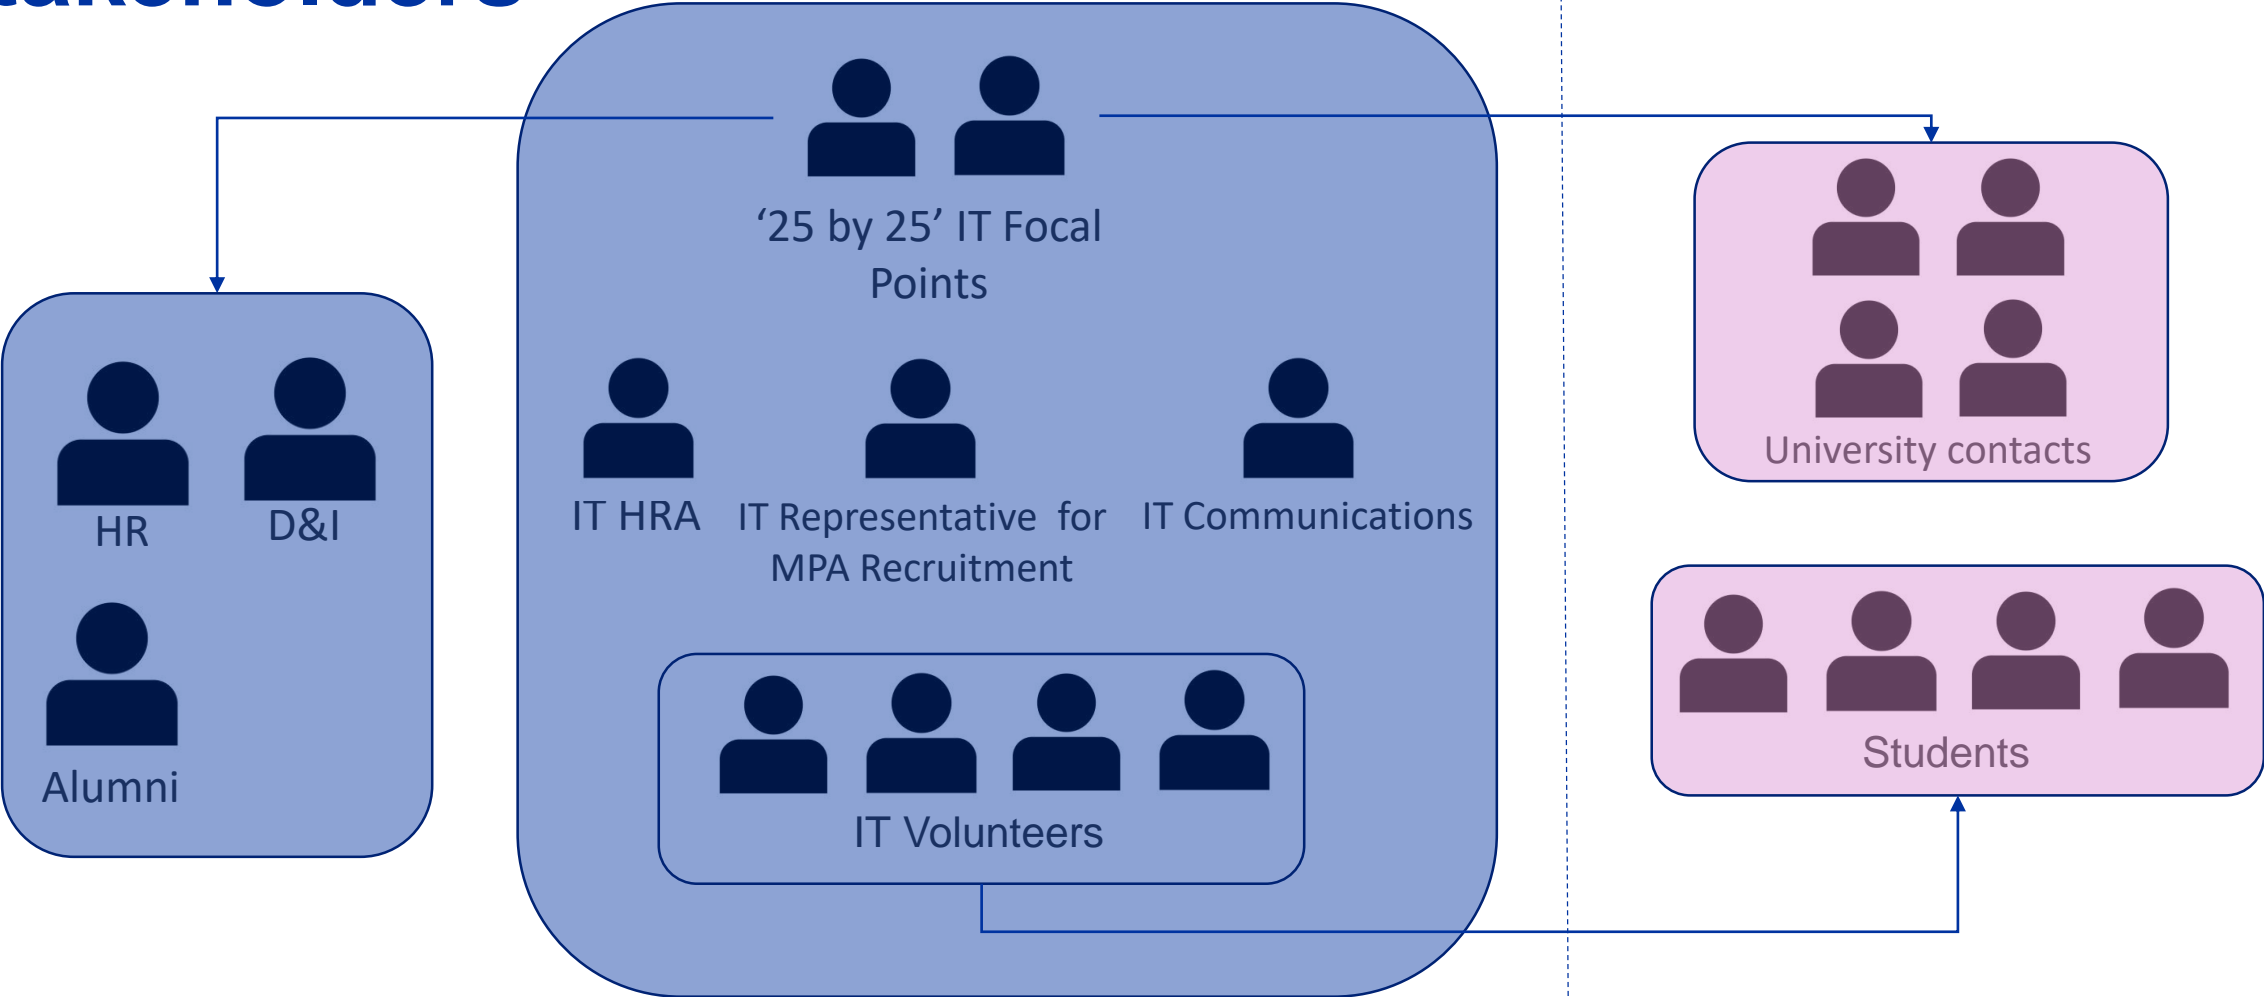 ‘25 by 25’ IT Focal
Points
HR
D&I
Alumni
IT HRA
IT Representative for
MPA Recruitment
IT Communications
IT Volunteers
University contacts
Students